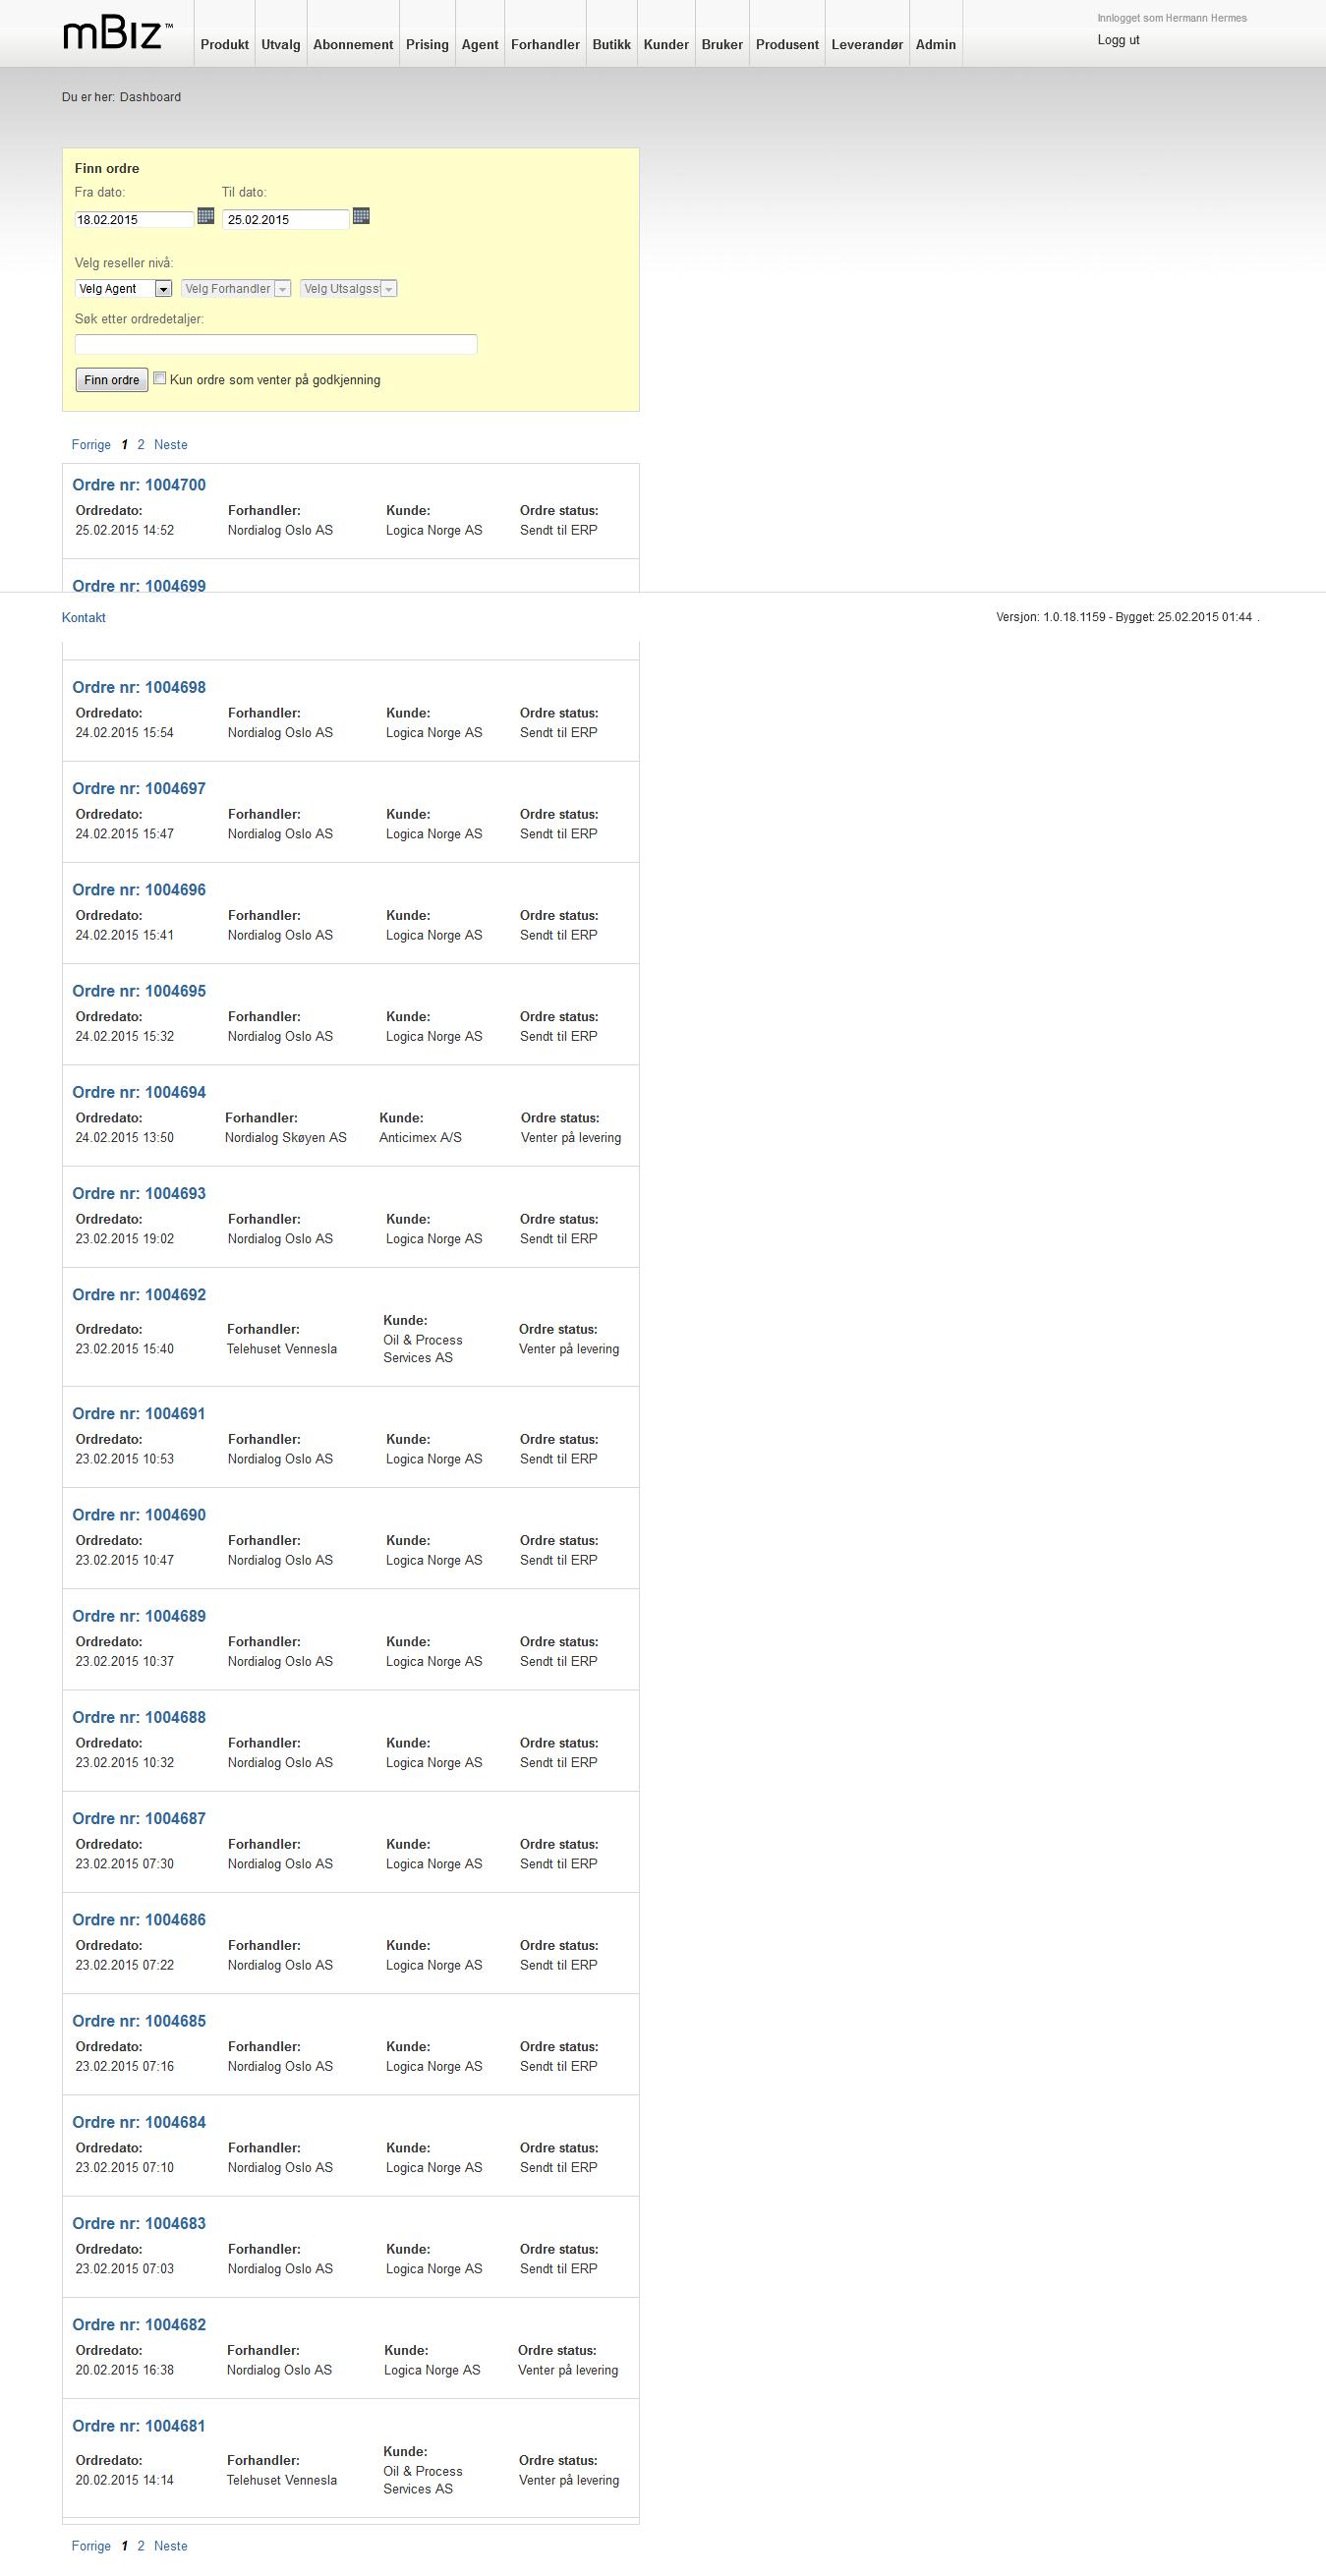 mBiz™
Produkt Utvalg Abonnement Prising Agent Forhandler Butikk Kunder Bruker Produsent Leverandør Admin
Innlogget som Hermann Hermes
Logg ut
Du er her: Dashboard
Finn ordre
Fra dato: Til dato:
18.02.2015 25.02.2015
Velg reseller nivå:
Velg Agent Velg Forhandler Velg Utsalgss
Søk etter ordredetaljer:
Finn ordre Kun ordre som venter på godkjenning
Forrige 1 2 Neste
Ordre nr: 1004700
Ordredato: Forhandler: Kunde: Ordre status:
25.02.2015 14:52 Nordialog Oslo AS Logica Norge AS Sendt til ERP
Ordre nr: 1004699
Kontakt Versjon: 1.0.18.1159 - Bygget: 25.02.2015 01:44 .
Ordre nr: 1004698
Ordredato: Forhandler: Kunde: Ordre status:
24.02.2015 15:54 Nordialog Oslo AS Logica Norge AS Sendt til ERP
Ordre nr: 1004697
Ordredato: Forhandler: Kunde: Ordre status:
24.02.2015 15:47 Nordialog Oslo AS Logica Norge AS Sendt til ERP
Ordre nr: 1004696
Ordredato: Forhandler: Kunde: Ordre status:
24.02.2015 15:41 Nordialog Oslo AS Logica Norge AS Sendt til ERP
Ordre nr: 1004695
Ordredato: Forhandler: Kunde: Ordre status:
24.02.2015 15:32 Nordialog Oslo AS Logica Norge AS Sendt til ERP
Ordre nr: 1004694
Ordredato: Forhandler: Kunde: Ordre status:
24.02.2015 13:50 Nordialog Skøyen AS Anticimex A/S Venter på levering
Ordre nr: 1004693
Ordredato: Forhandler: Kunde: Ordre status:
23.02.2015 19:02 Nordialog Oslo AS Logica Norge AS Sendt til ERP
Ordre nr: 1004692
Ordredato: Forhandler: Kunde: Ordre status:
23.02.2015 15:40 Telehuset Vennesla Oil & Process Venter på levering
Services AS
Ordre nr: 1004691
Ordredato: Forhandler: Kunde: Ordre status:
23.02.2015 10:53 Nordialog Oslo AS Logica Norge AS Sendt til ERP
Ordre nr: 1004690
Ordredato: Forhandler: Kunde: Ordre status:
23.02.2015 10:47 Nordialog Oslo AS Logica Norge AS Sendt til ERP
Ordre nr: 1004689
Ordredato: Forhandler: Kunde: Ordre status:
23.02.2015 10:37 Nordialog Oslo AS Logica Norge AS Sendt til ERP
Ordre nr: 1004688
Ordredato: Forhandler: Kunde: Ordre status:
23.02.2015 10:32 Nordialog Oslo AS Logica Norge AS Sendt til ERP
Ordre nr: 1004687
Ordredato: Forhandler: Kunde: Ordre status:
23.02.2015 07:30 Nordialog Oslo AS Logica Norge AS Sendt til ERP
Ordre nr: 1004686
Ordredato: Forhandler: Kunde: Ordre status:
23.02.2015 07:22 Nordialog Oslo AS Logica Norge AS Sendt til ERP
Ordre nr: 1004685
Ordredato: Forhandler: Kunde: Ordre status:
23.02.2015 07:16 Nordialog Oslo AS Logica Norge AS Sendt til ERP
Ordre nr: 1004684
Ordredato: Forhandler: Kunde: Ordre status:
23.02.2015 07:10 Nordialog Oslo AS Logica Norge AS Sendt til ERP
Ordre nr: 1004683
Ordredato: Forhandler: Kunde: Ordre status:
23.02.2015 07:03 Nordialog Oslo AS Logica Norge AS Sendt til ERP
Ordre nr: 1004682
Ordredato: Forhandler: Kunde: Ordre status:
20.02.2015 16:38 Nordialog Oslo AS Logica Norge AS Venter på levering
Ordre nr: 1004681
Ordredato: Forhandler: Kunde: Ordre status:
20.02.2015 14:14 Telehuset Vennesla Oil & Process Venter på levering
Services AS
Forrige 1 2 Neste